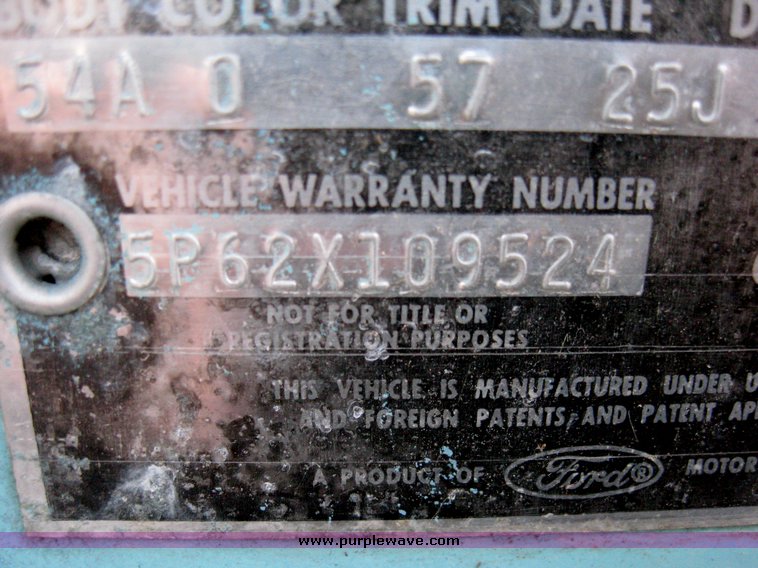 BODY COLOR TRIM DATE D
54A 0 57 25J
VEHICLE WARRANTY NUMBER
5P62X109524
NOT FOR TITLE OR
REGISTRATION PURPOSES
THIS VEHICLE IS MANUFACTURED UNDER U
AND FOREIGN PATENTS AND PATENT AP
A PRODUCT OF Ford® MOTOR
www.purplewave.com